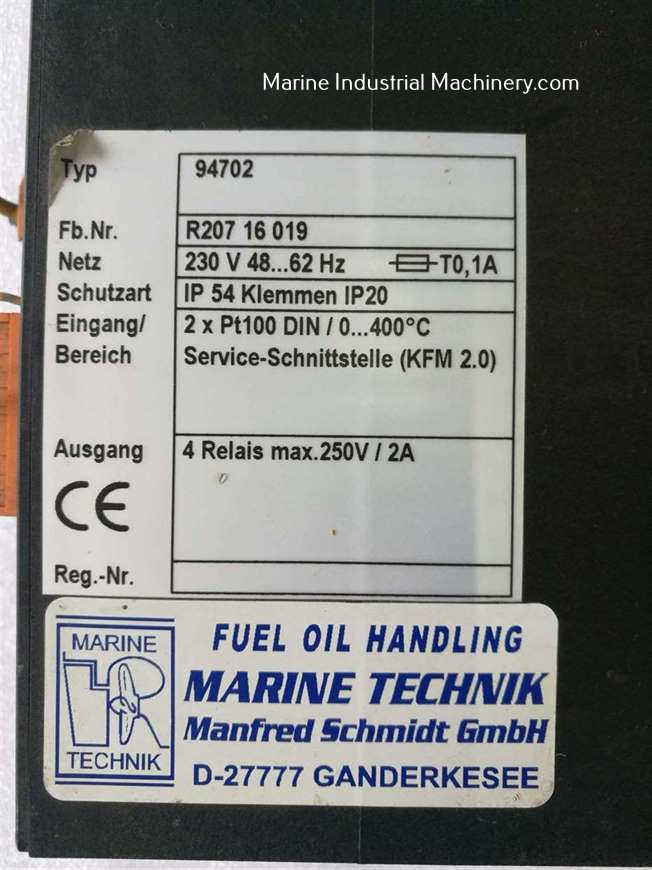 Marine Industrial Machinery.com
Typ 94702
Fb.Nr. R207 16 019
Netz 230 V 48...62 Hz T0,1A
Schutzart IP 54 Klemmen IP20
Eingang/ 2 x Pt100 DIN / 0...400°C
Bereich Service-Schnittstelle (KFM 2.0)
Ausgang 4 Relais max.250V / 2A
CE
Reg.-Nr.
MARINE
TECHNIK
FUEL OIL HANDLING
MARINE TECHNIK
Manfred Schmidt GmbH
D-27777 GANDERKESEE